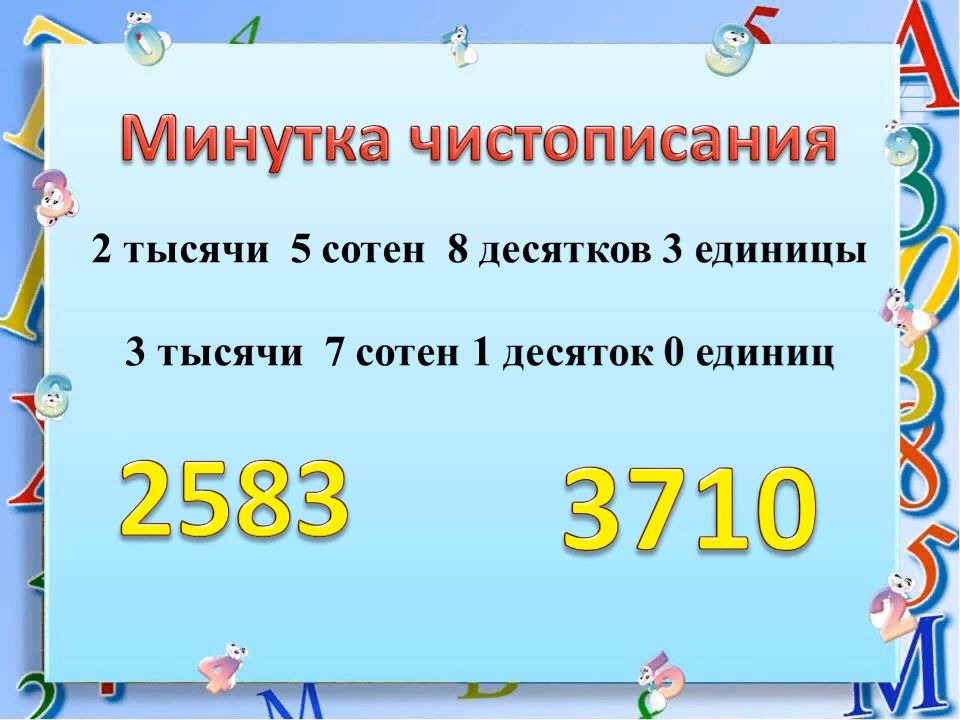 Минутка чистописания
2 тысячи 5 сотен 8 десятков 3 единицы
3 тысячи 7 сотен 1 десяток 0 единиц
2583 3710